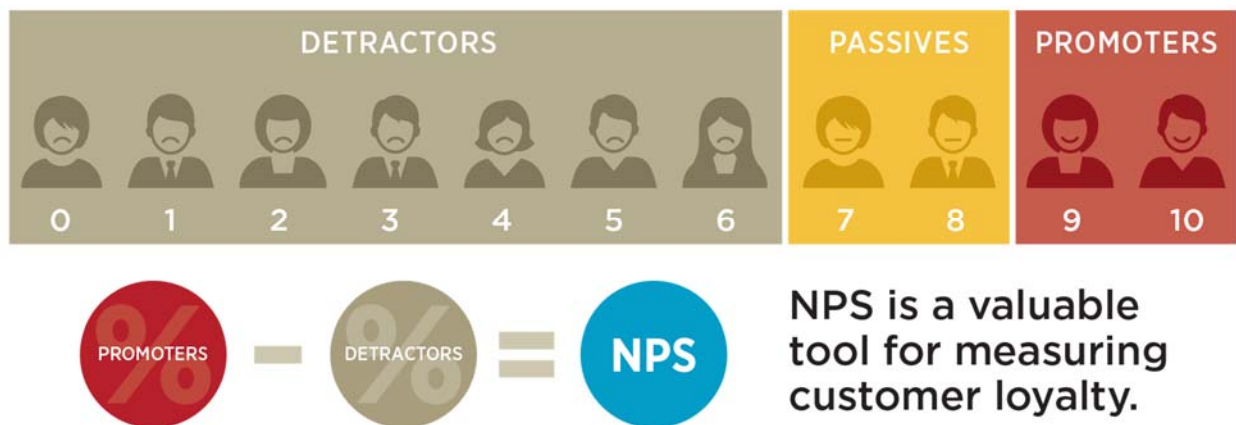 DETRACTORS PASSIVES PROMOTERS
0 1 2 3 4 5 6 7 8 9 10
% PROMOTERS - % DETRACTORS = NPS
NPS is a valuable
tool for measuring
customer loyalty.